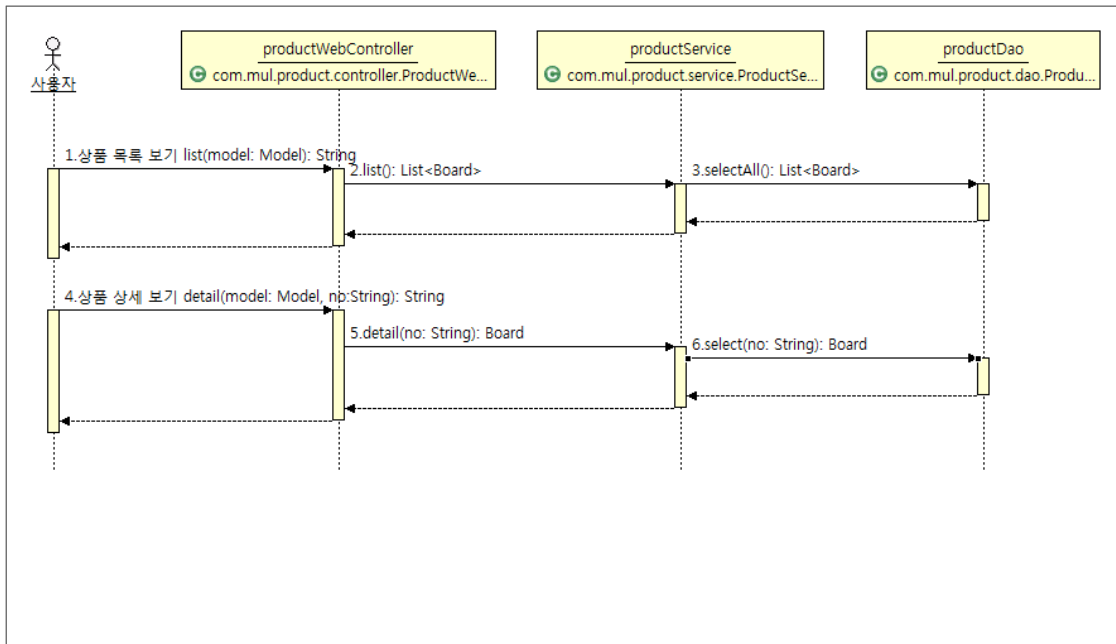 사용자
productWebController
com.mul.product.controller.ProductWe...
productService
com.mul.product.service.ProductSe...
productDao
com.mul.product.dao.Produ...
1.상품 목록 보기 list(model: Model): String
2.list(): List<Board>
3.selectAll(): List<Board>
4.상품 상세 보기 detail(model: Model, no:String): String
5.detail(no: String): Board
6.select(no: String): Board